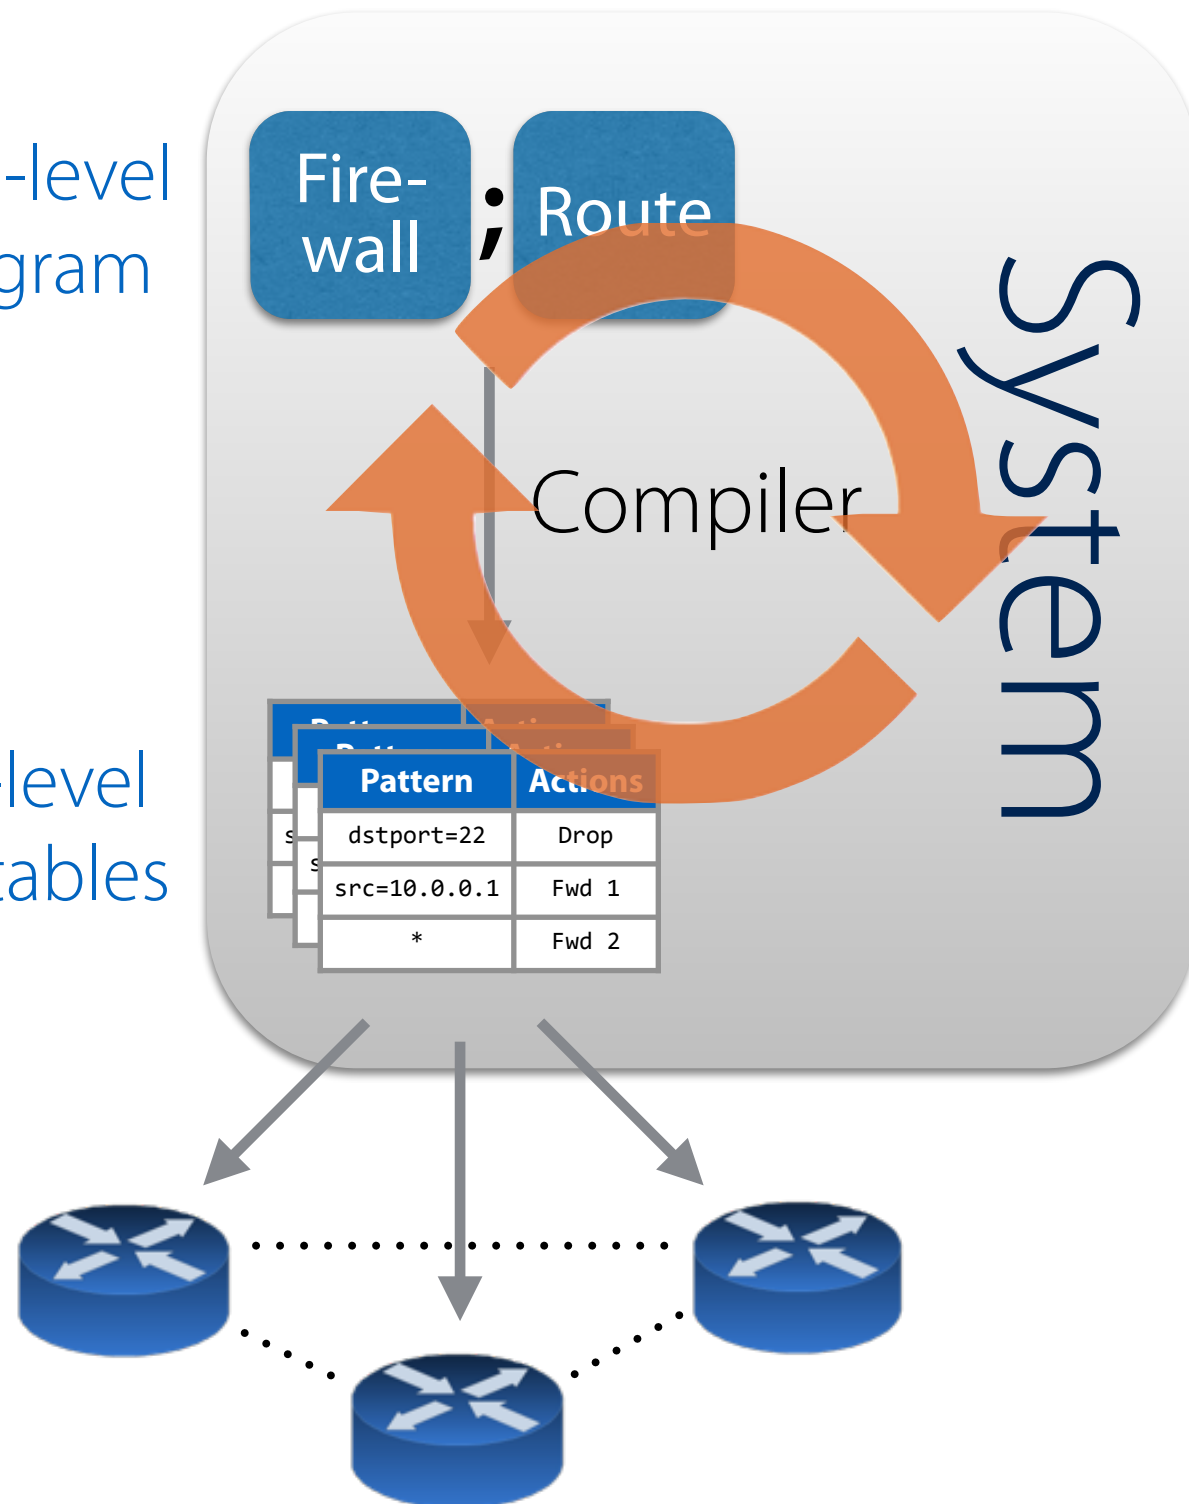 -level
gram
Fire-
wall
;
Route
Compiler
System
-level
tables
Pattern Actions
dstport=22 Drop
src=10.0.0.1 Fwd 1
* Fwd 2